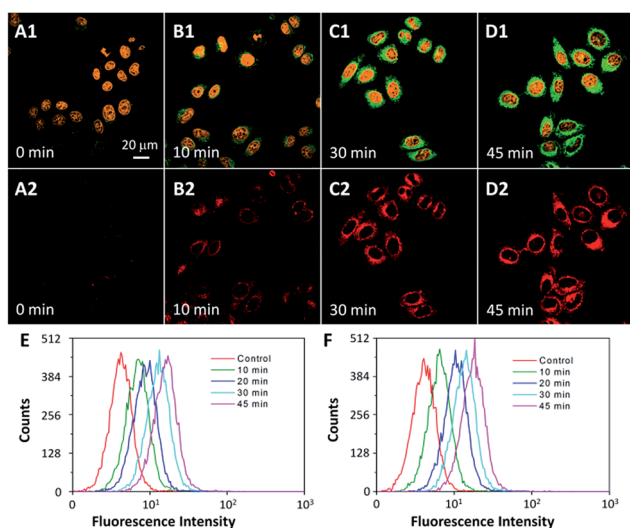 A1 B1 C1 D1
0 min 20 μm 10 min 30 min 45 min
A2 B2 C2 D2
0 min 10 min 30 min 45 min
E
512
384
256
128
0
Counts
Control
10 min
20 min
30 min
45 min
0 10¹ 10² 10³
Fluorescence Intensity
F
512
384
256
128
0
Counts
Control
10 min
20 min
30 min
45 min
0 10¹ 10² 10³
Fluorescence Intensity